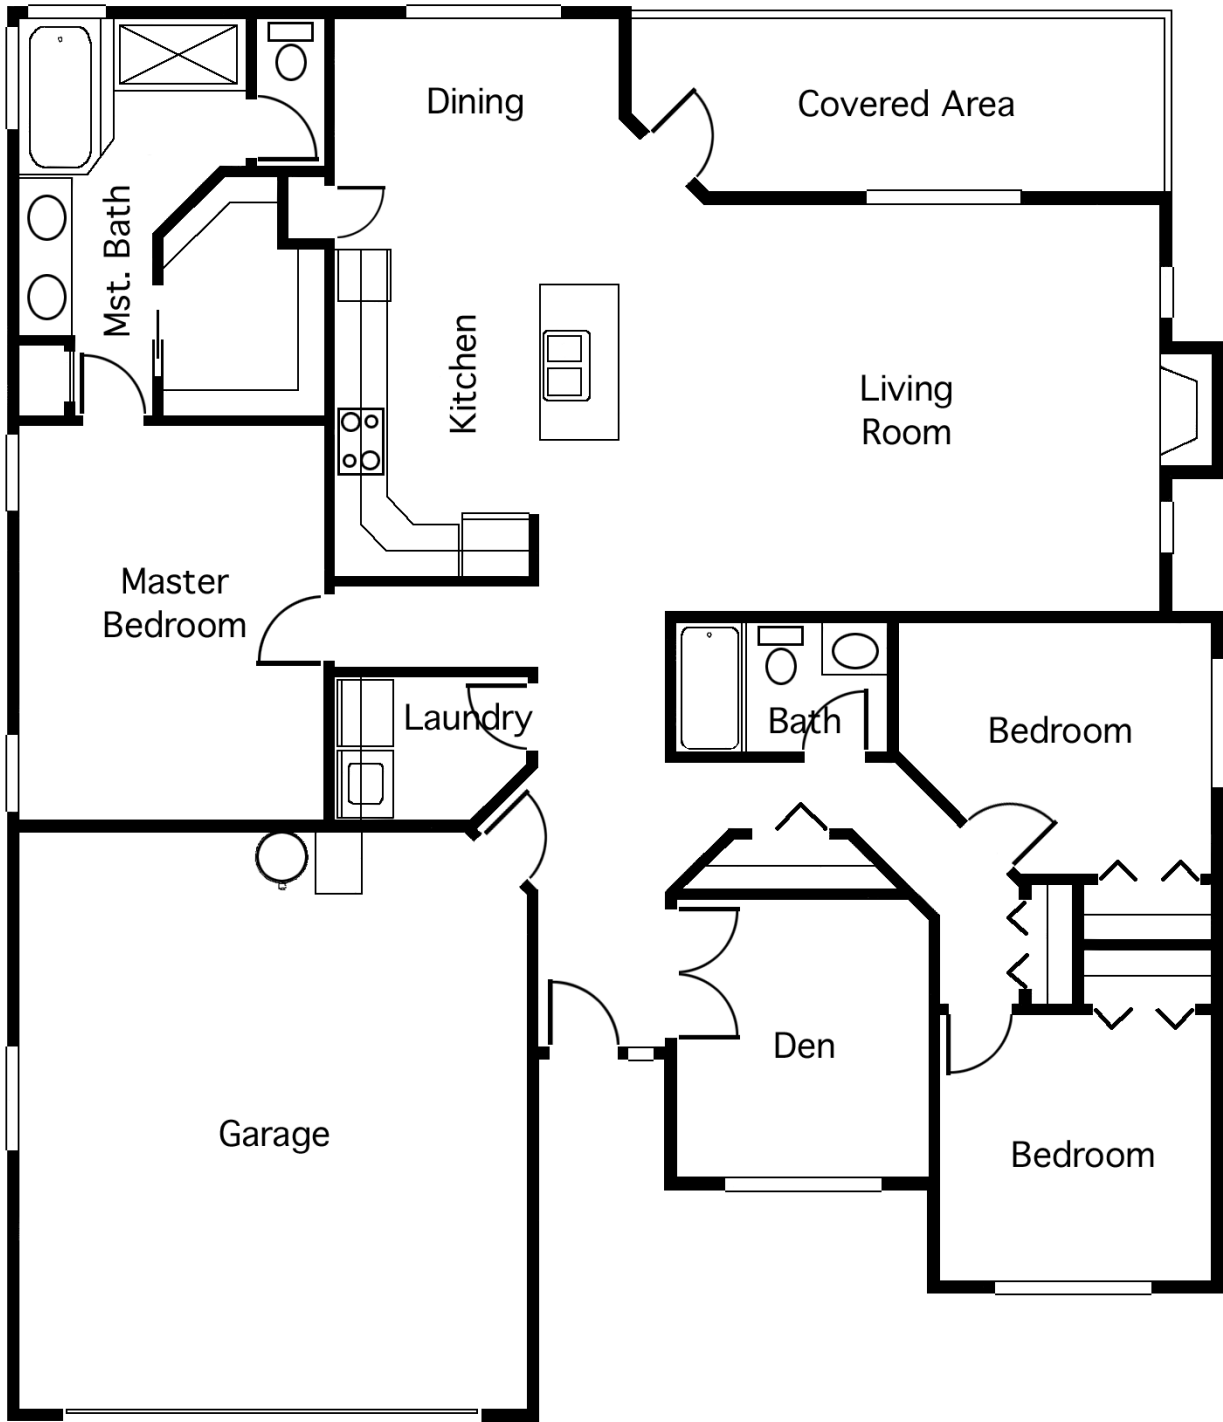 Dining
Covered Area
Mst. Bath
Kitchen
Living
Room
Master
Bedroom
Laundry
Bath
Bedroom
Den
Garage
Bedroom